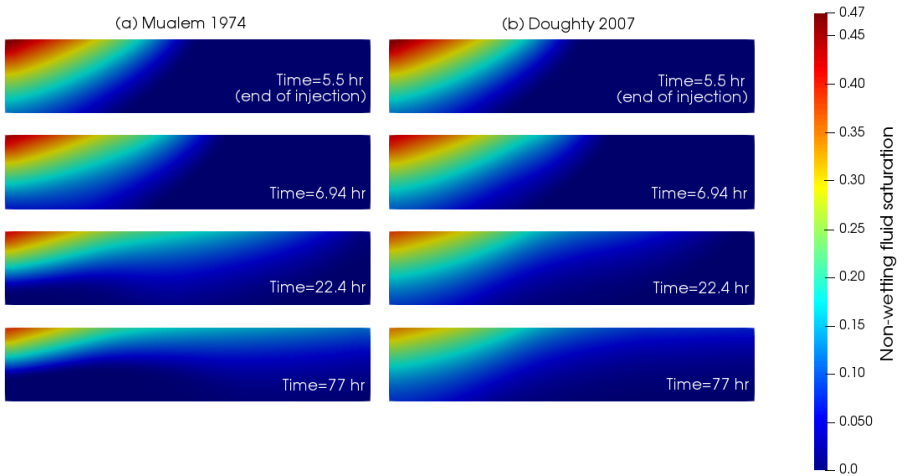 (a) Mualem 1974
(b) Doughty 2007
Time=5.5 hr
(end of injection)
Time=5.5 hr
(end of injection)
Time=6.94 hr
Time=6.94 hr
Time=22.4 hr
Time=22.4 hr
Time=77 hr
Time=77 hr
0.47
0.45
0.40
0.35
0.30
0.25
0.20
0.15
0.10
0.050
0.0
Non-wetting fluid saturation